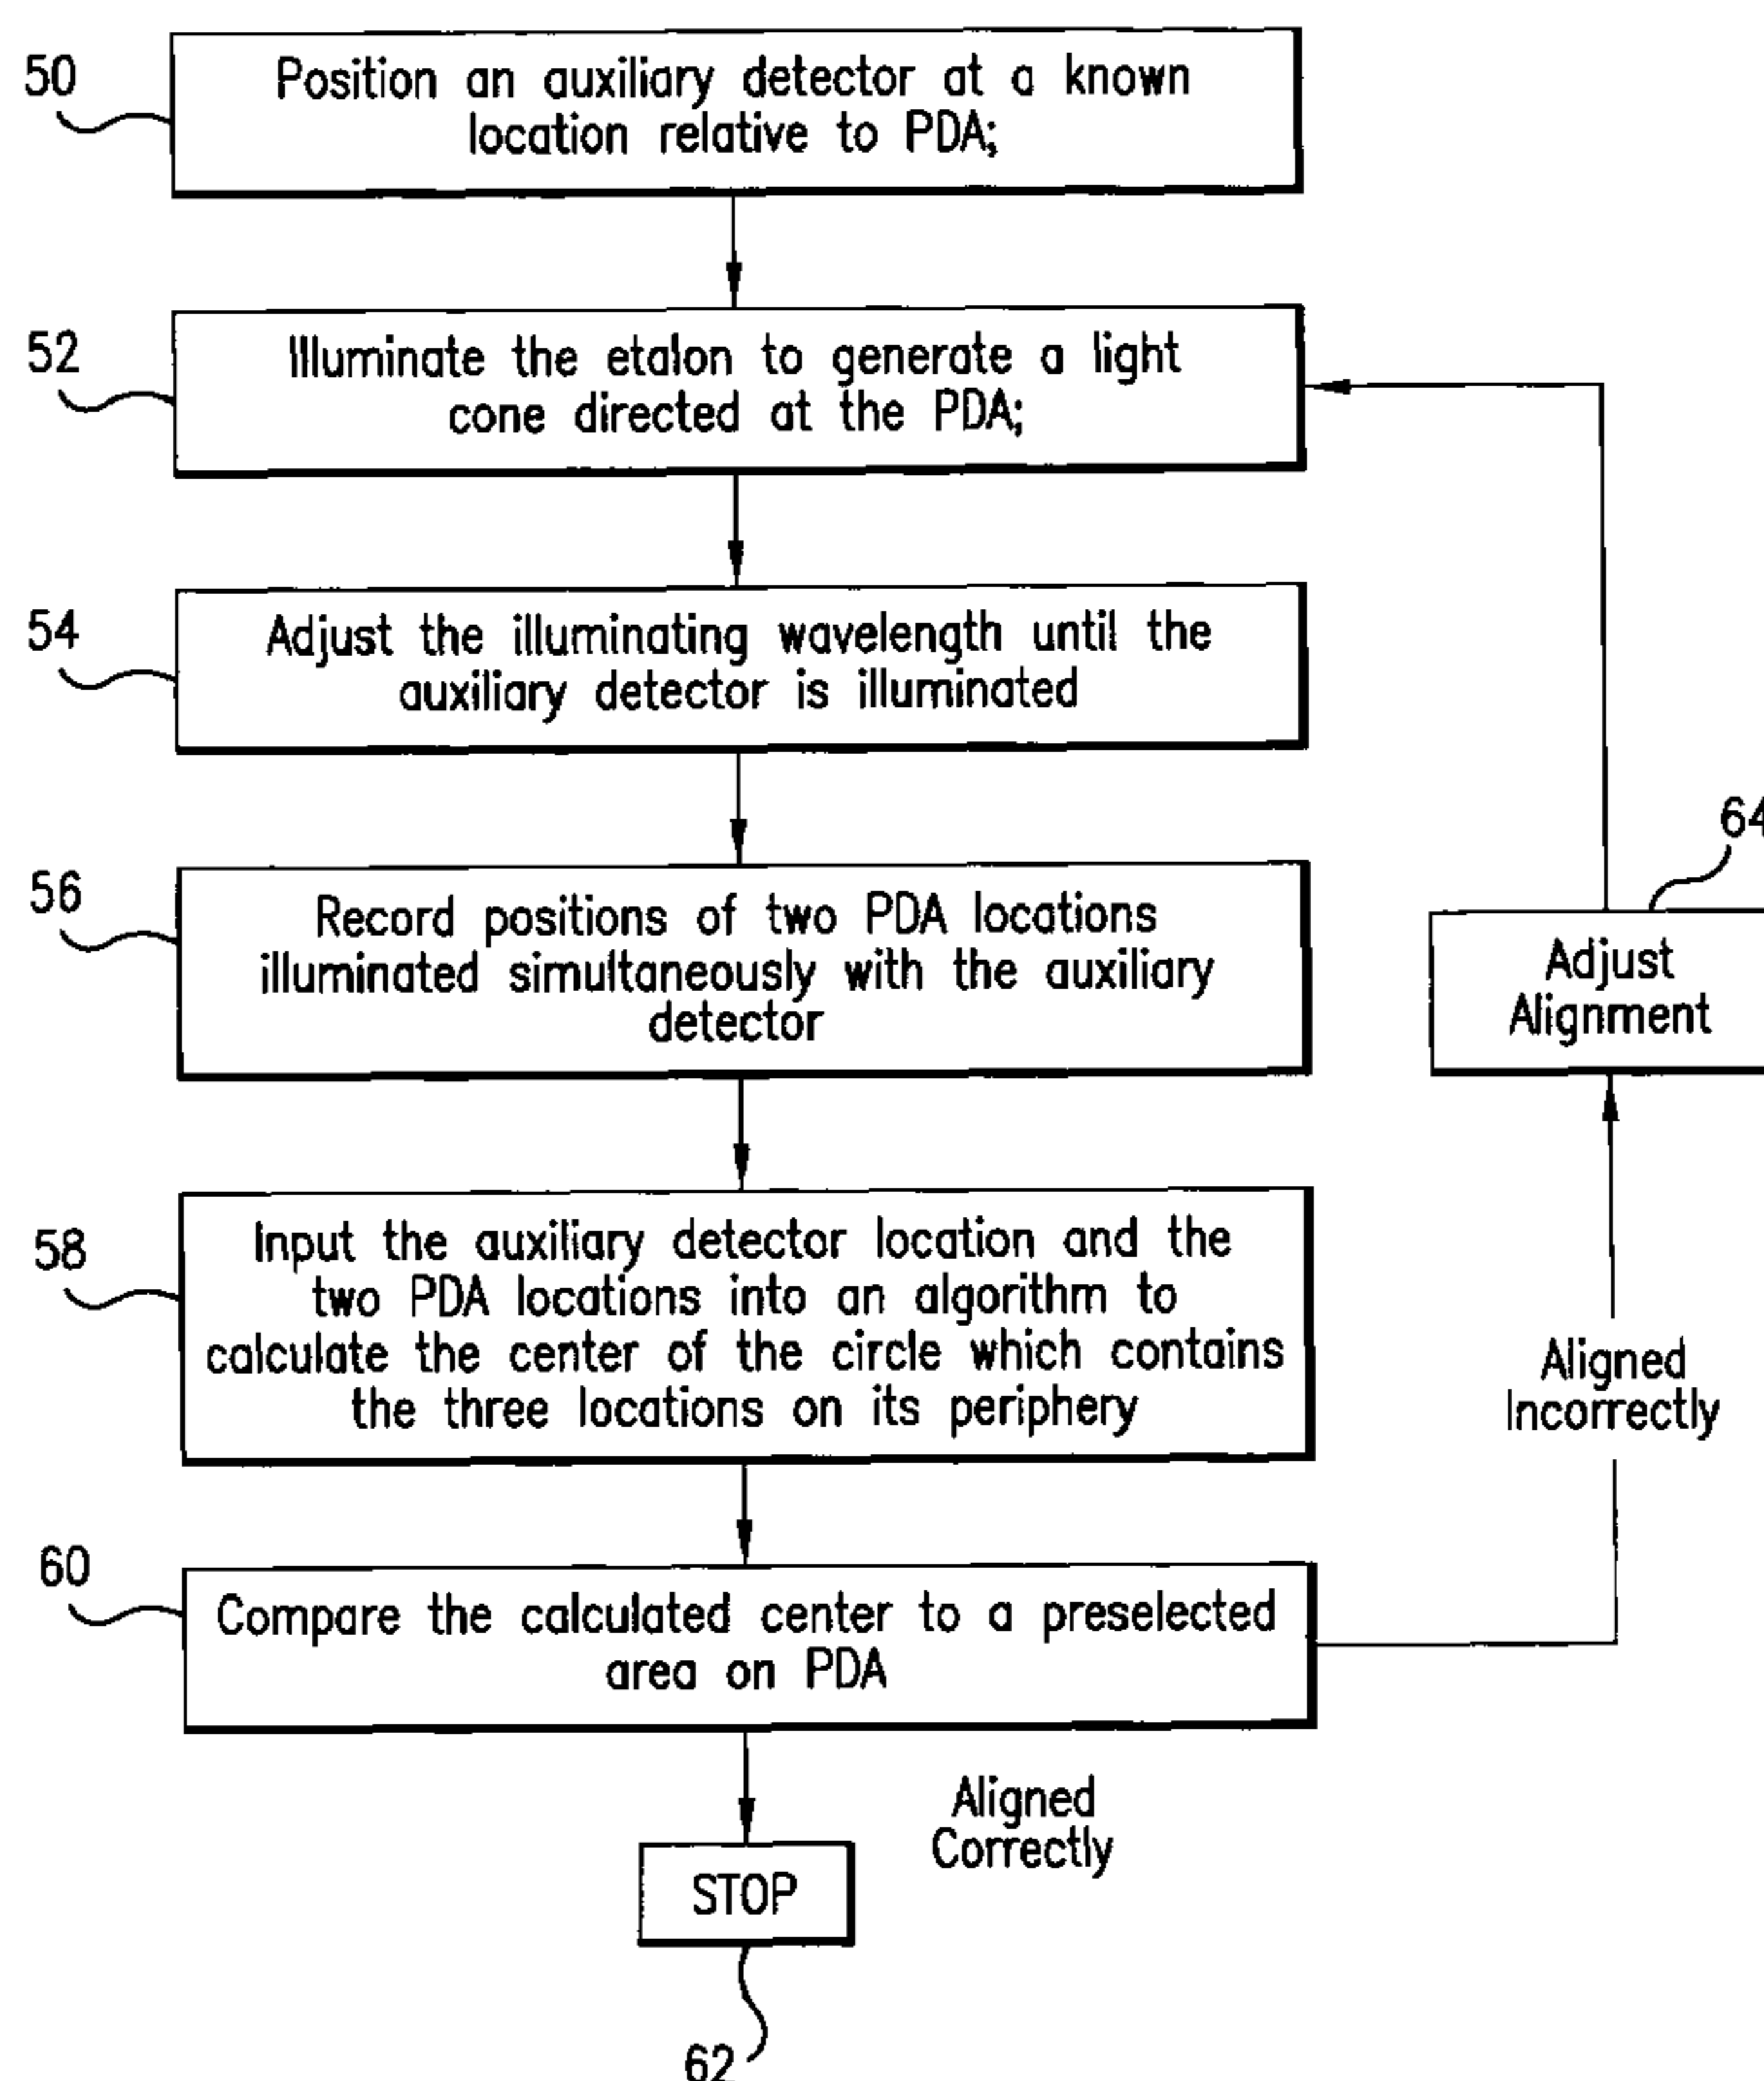 50
Position an auxiliary detector at a known
location relative to PDA;
52
Illuminate the etalon to generate a light
cone directed at the PDA;
54
Adjust the illuminating wavelength until the
auxiliary detector is illuminated
56
Record positions of two PDA locations
illuminated simultaneously with the auxiliary
detector
64
Adjust
Alignment
58
Input the auxiliary detector location and the
two PDA locations into an algorithm to
calculate the center of the circle which contains
the three locations on its periphery
Aligned
Incorrectly
60
Compare the calculated center to a preselected
area on PDA
Aligned
Correctly
STOP
62